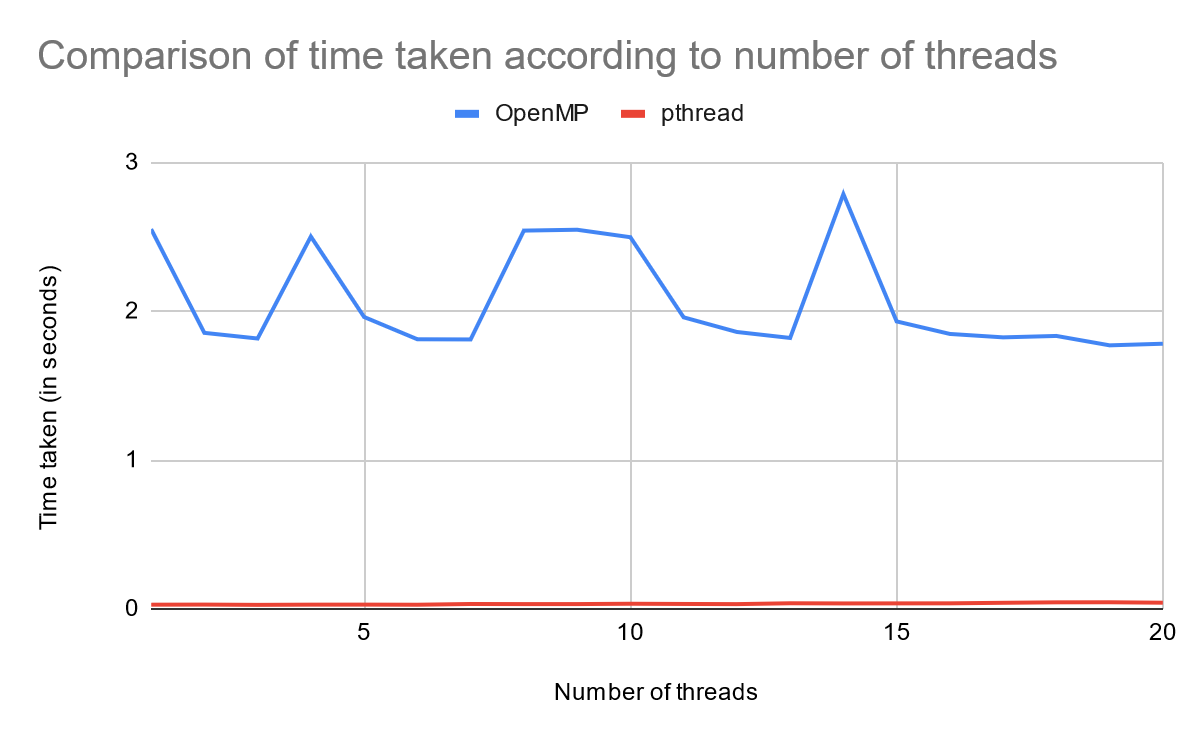 Comparison of time taken according to number of threads
OpenMP pthread
3
2
1
0
Time taken (in seconds)
5 10 15 20
Number of threads